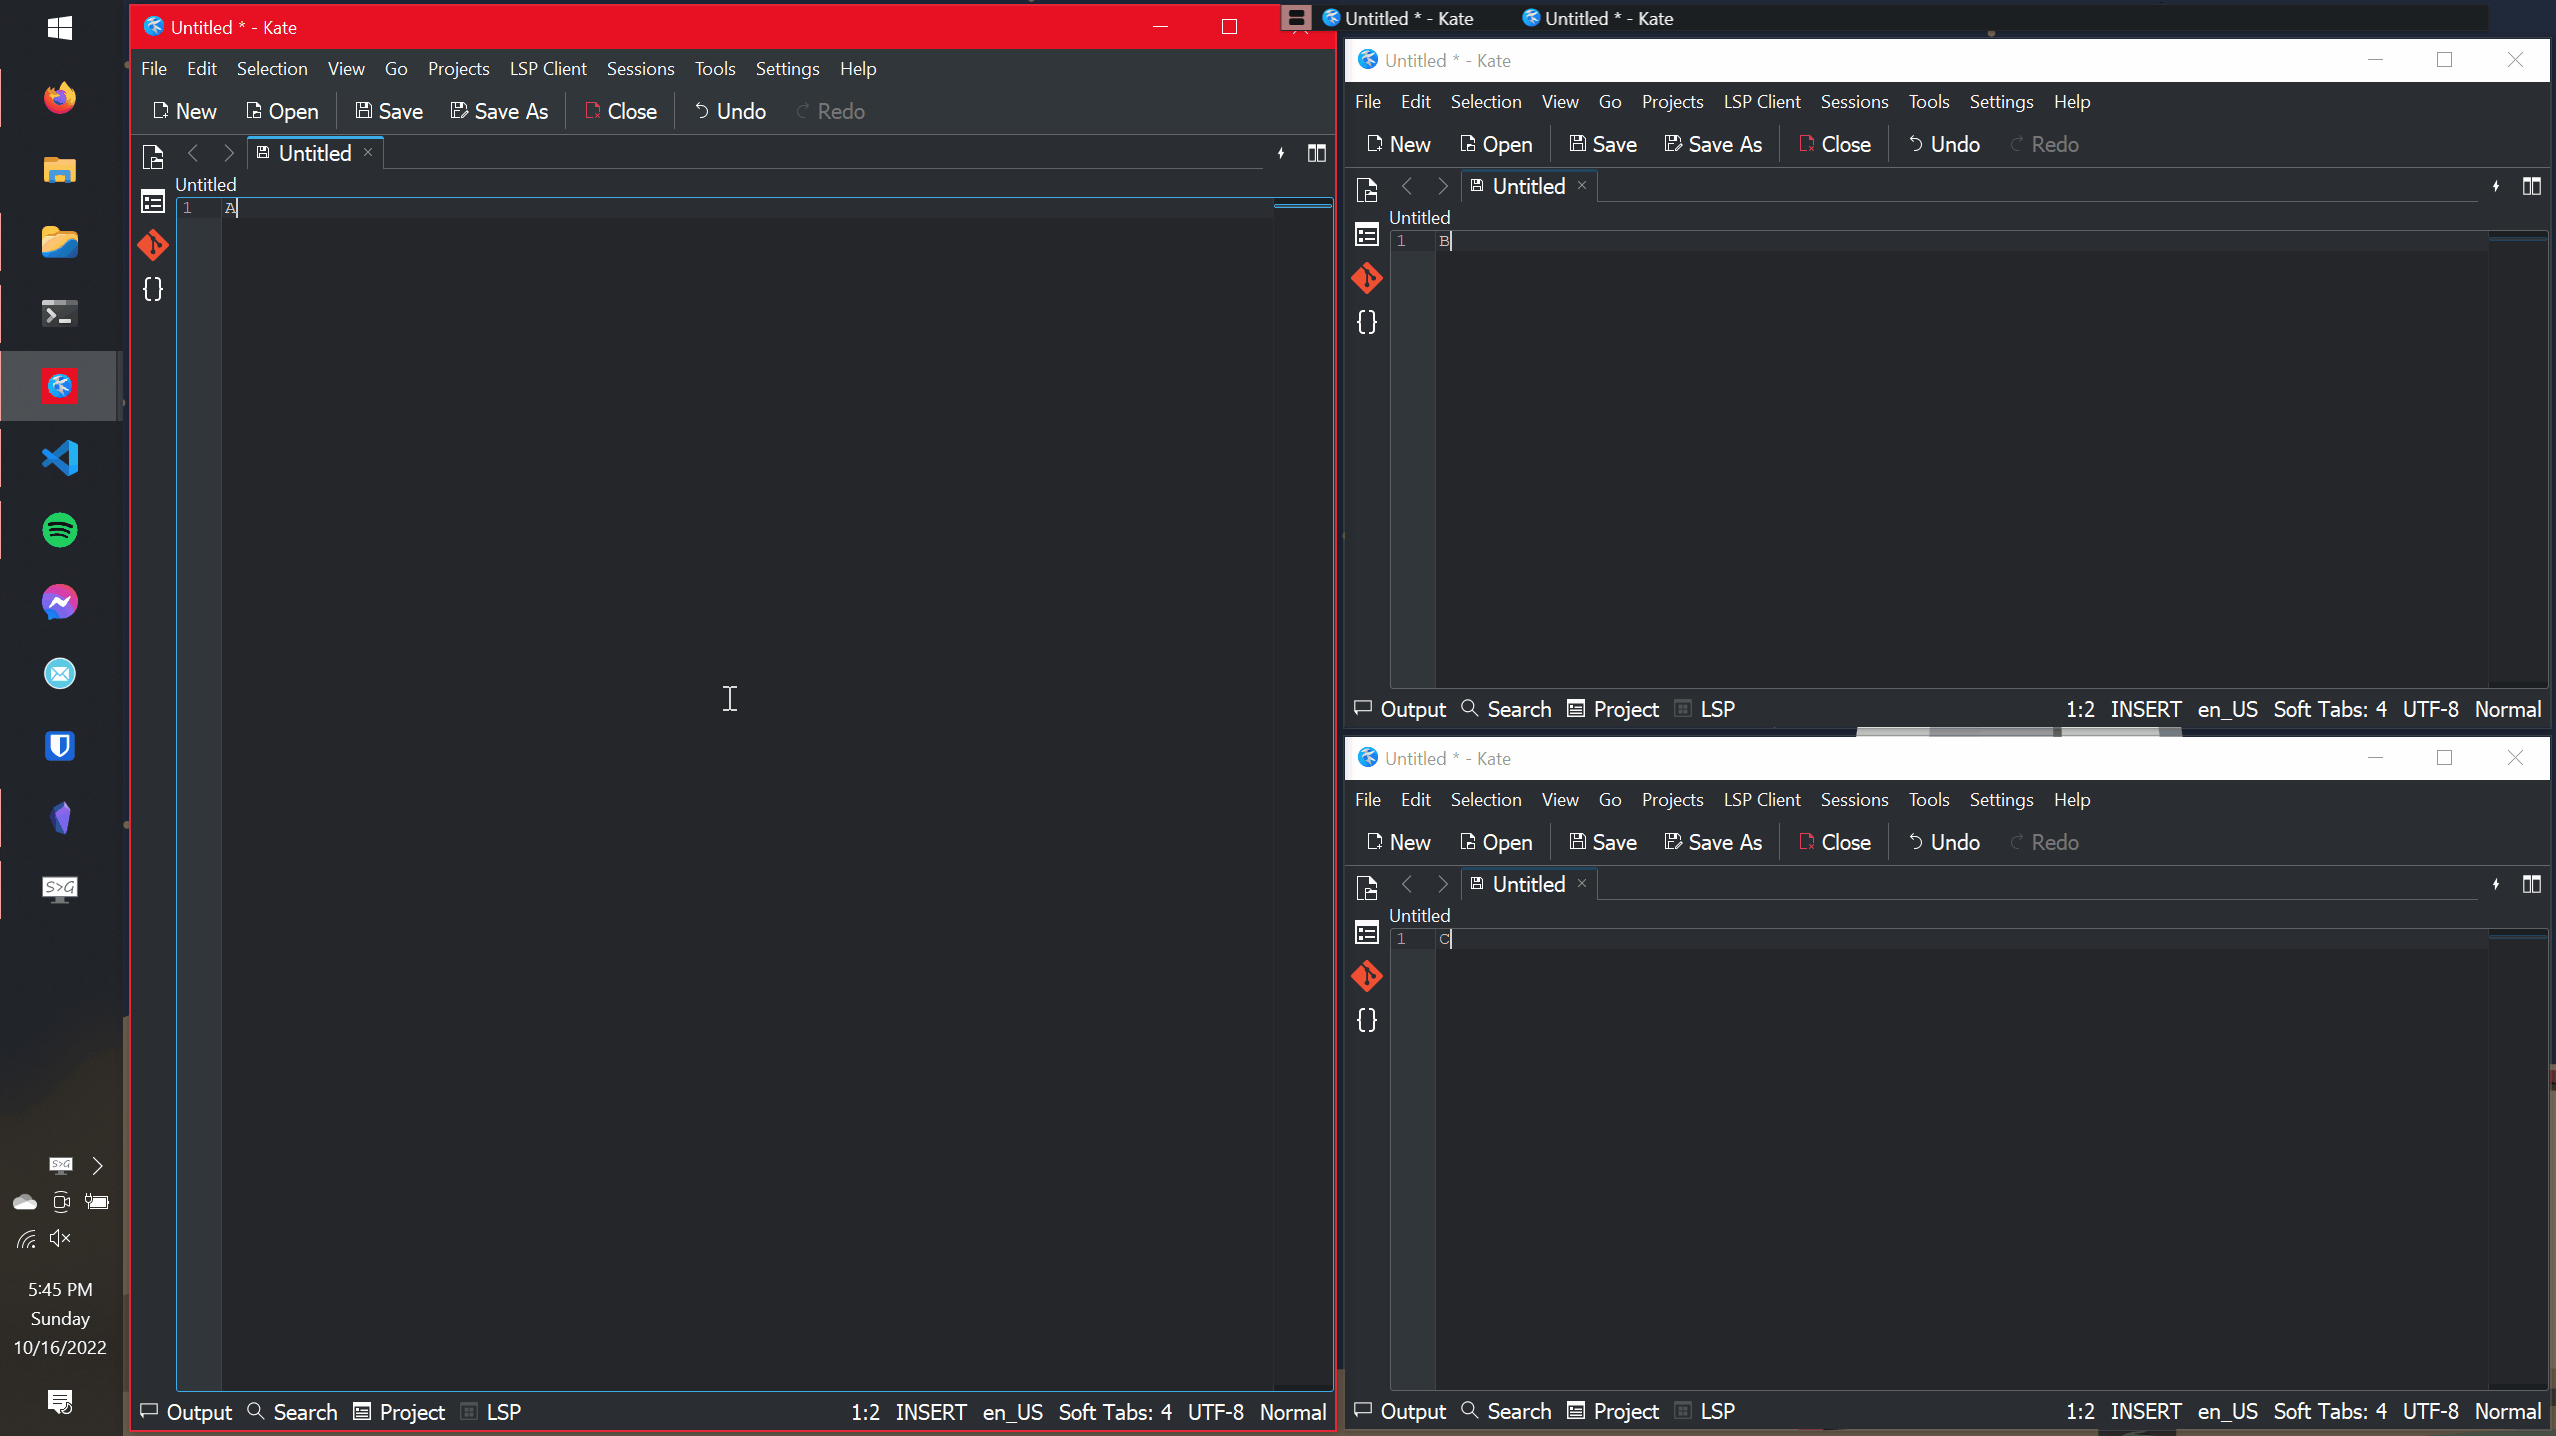 Untitled * - Kate
File Edit Selection View Go Projects LSP Client Sessions Tools Settings Help
New Open Save Save As Close Undo Redo
Untitled
Untitled
1 A
{}
Output Search Project LSP 1:2 INSERT en_US Soft Tabs: 4 UTF-8 Normal
Untitled * - Kate Untitled * - Kate
Untitled * - Kate
File Edit Selection View Go Projects LSP Client Sessions Tools Settings Help
New Open Save Save As Close Undo Redo
Untitled
Untitled
1 B
{}
Output Search Project LSP 1:2 INSERT en_US Soft Tabs: 4 UTF-8 Normal
Untitled * - Kate
File Edit Selection View Go Projects LSP Client Sessions Tools Settings Help
New Open Save Save As Close Undo Redo
Untitled
Untitled
1 C
{}
Output Search Project LSP 1:2 INSERT en_US Soft Tabs: 4 UTF-8 Normal
S>G
S>G
5:45 PM
Sunday
10/16/2022